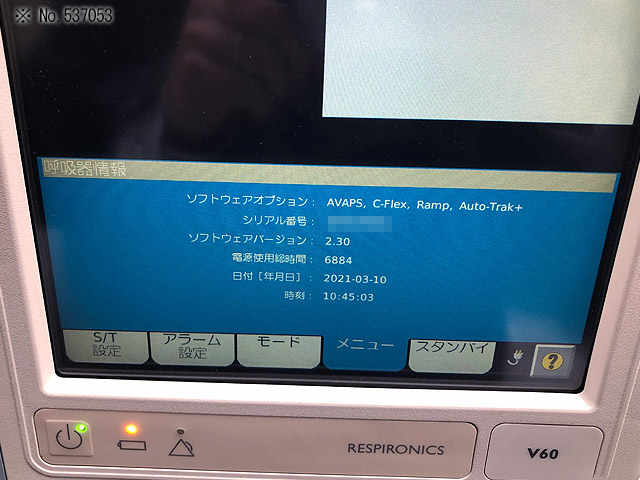 ※ No.537053
呼吸器情報
ソフトウェアオプション： AVAPS, C-Flex, Ramp, Auto-Trak+
シリアル番号：
ソフトウェアバージョン： 2.30
電源使用総時間： 6884
日付 [年月日]： 2021-03-10
時刻： 10:45:03
S/T
設定
アラーム
設定
モード
メニュー
スタンバイ
?
RESPIRONICS
V60